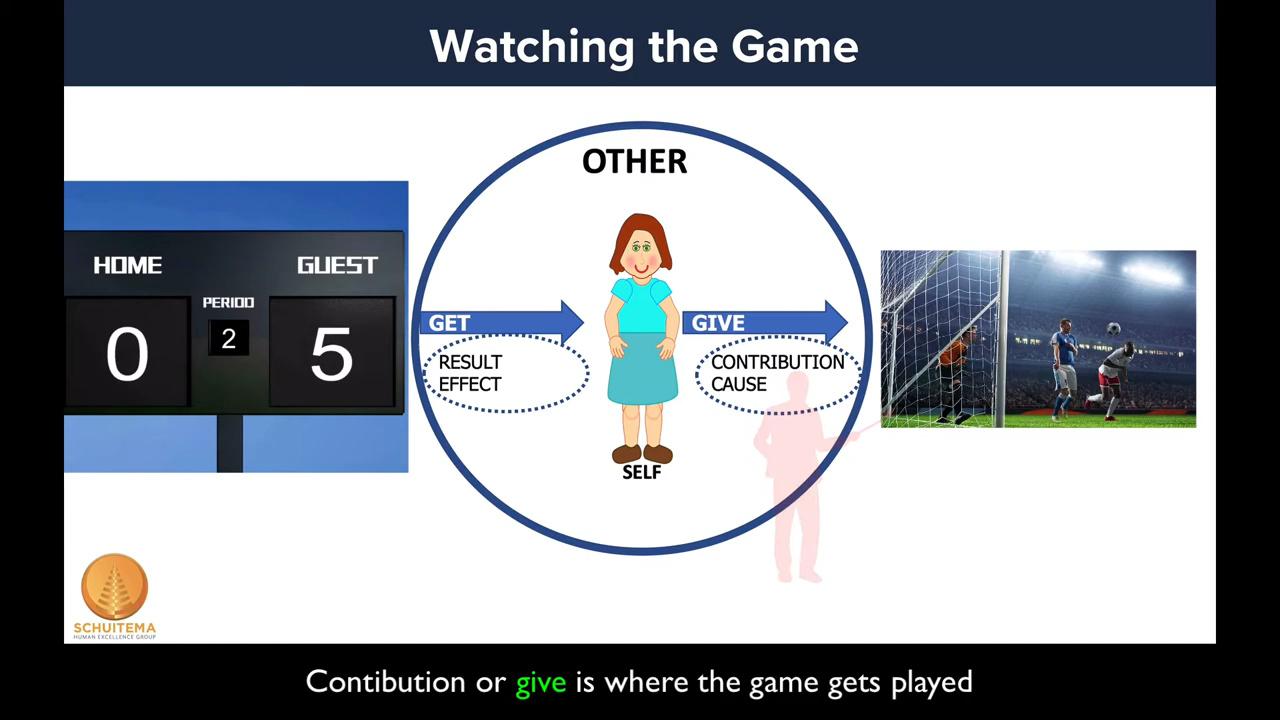 Watching the Game
OTHER
HOME
GUEST
PERIOD
0
2
5
GET
GIVE
RESULT
EFFECT
CONTRIBUTION
CAUSE
SELF
SCHUITEMA
HUMAN EXCELLENCE GROUP
Contibution or give is where the game gets played